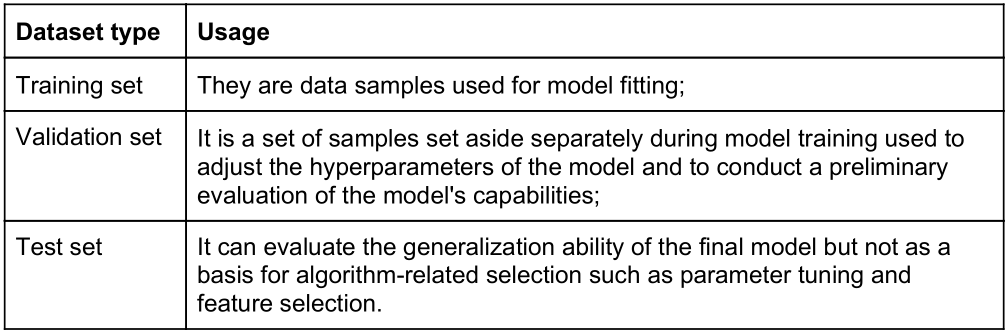 Dataset type
Usage
Training set
They are data samples used for model fitting;
Validation set
It is a set of samples set aside separately during model training used to
adjust the hyperparameters of the model and to conduct a preliminary
evaluation of the model's capabilities;
Test set
It can evaluate the generalization ability of the final model but not as a
basis for algorithm-related selection such as parameter tuning and
feature selection.